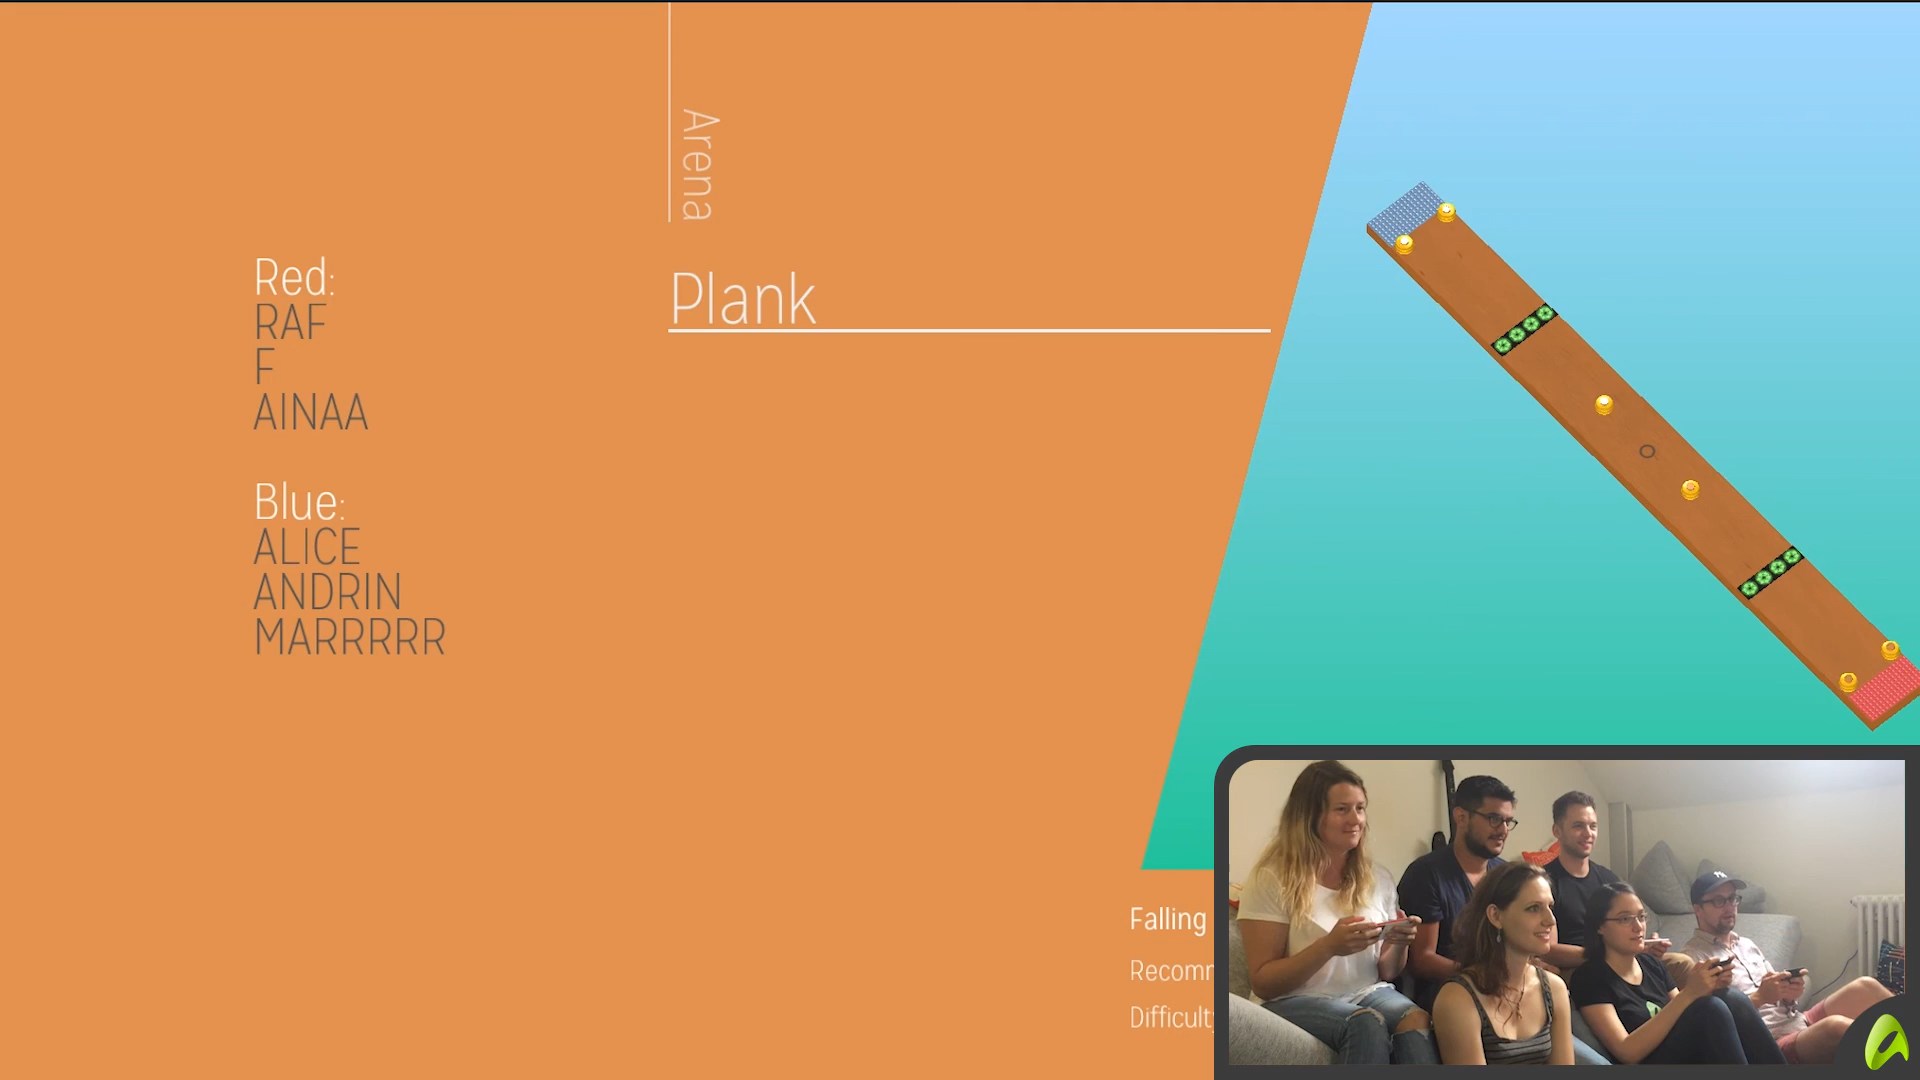 Arena
Plank
Red:
RAF
F
AINAA
Blue:
ALICE
ANDRIN
MARRRRR
Falling